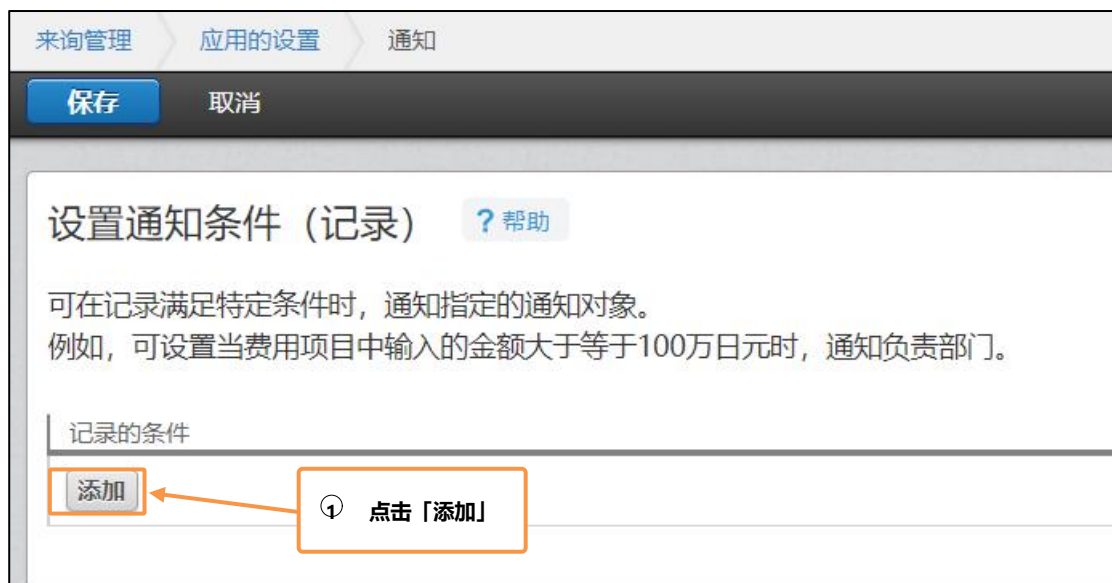 来询管理 应用的设置 通知
保存 取消
设置通知条件（记录） ?帮助
可在记录满足特定条件时，通知指定的通知对象。
例如，可设置当费用项目中输入的金额大于等于100万日元时，通知负责部门。
记录的条件
添加
① 点击「添加」